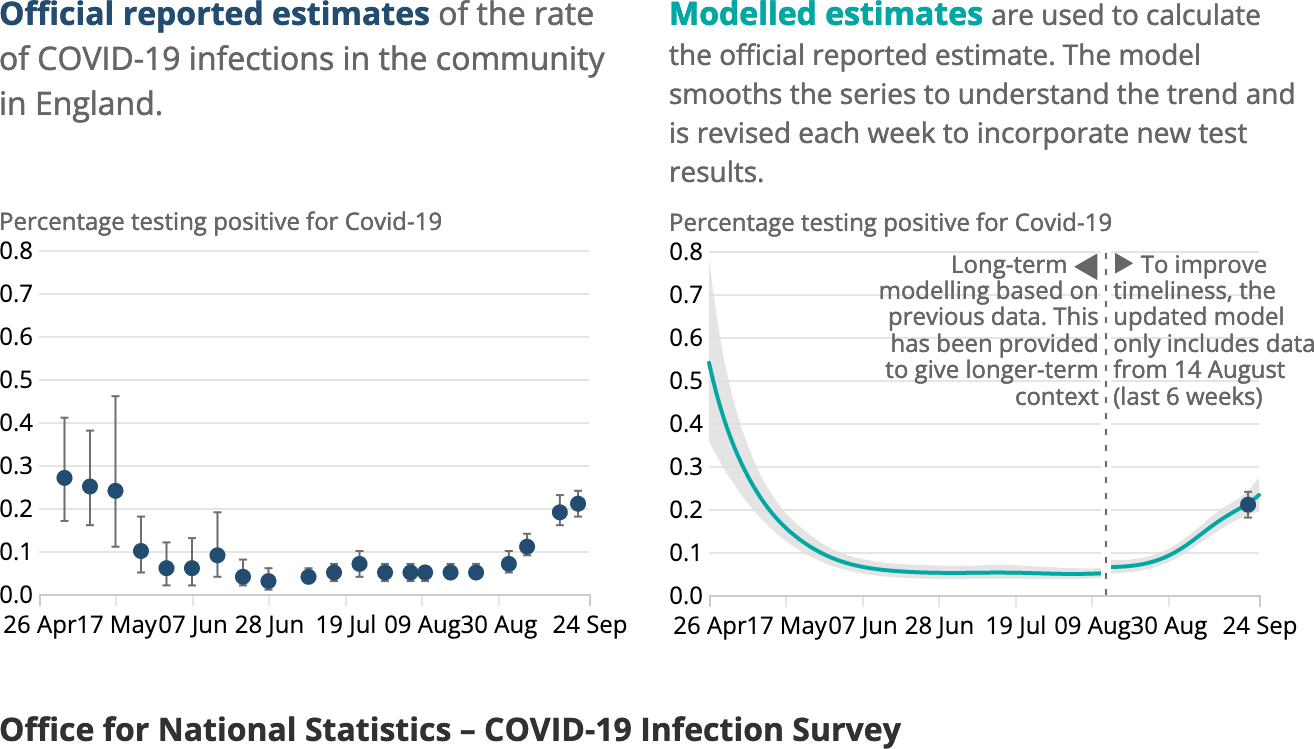 Official reported estimates of the rate
of COVID-19 infections in the community
in England.
Percentage testing positive for Covid-19
0.8
0.7
0.6
0.5
0.4
0.3
0.2
0.1
0.0
26 Apr 17 May 07 Jun 28 Jun 19 Jul 09 Aug 30 Aug 24 Sep
Modelled estimates are used to calculate
the official reported estimate. The model
smooths the series to understand the trend and
is revised each week to incorporate new test
results.
Percentage testing positive for Covid-19
0.8
0.7
0.6
0.5
0.4
0.3
0.2
0.1
0.0
Long-term
modelling based on
previous data. This
has been provided
to give longer-term
context
To improve
timeliness, the
updated model
only includes data
from 14 August
(last 6 weeks)
26 Apr 17 May 07 Jun 28 Jun 19 Jul 09 Aug 30 Aug 24 Sep
Office for National Statistics – COVID-19 Infection Survey